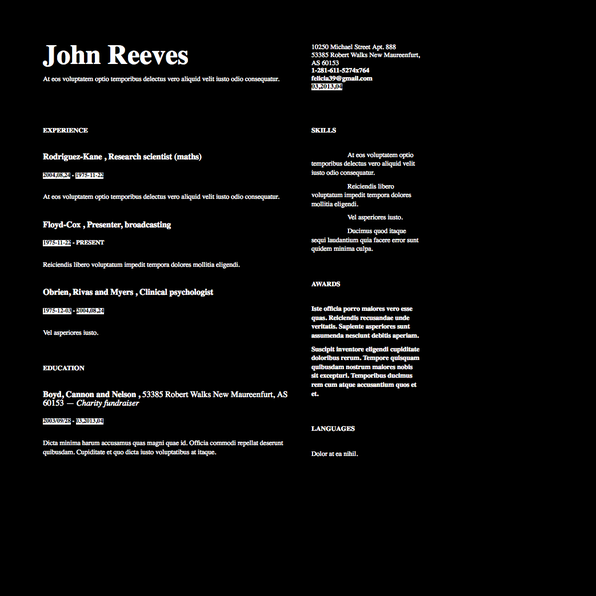 John Reeves
At eos voluptatem optio temporibus delectus vero aliquid velit iusto odio consequatur.
10250 Michael Street Apt. 888
53385 Robert Walks New Maureenfurt,
AS 60153
1-281-611-5274x764
felicia39@gmail.com
03.2013.04
EXPERIENCE
Rodriguez-Kane , Research scientist (maths)
2004.08.24 - 1975-11-22
At eos voluptatem optio temporibus delectus vero aliquid velit iusto odio consequatur.
Floyd-Cox , Presenter, broadcasting
1975-11-22 - PRESENT
Reiciendis libero voluptatum impedit tempora dolores mollitia eligendi.
Obrien, Rivas and Myers , Clinical psychologist
1975-12-03 - 2004.08.24
Vel asperiores iusto.
EDUCATION
Boyd, Cannon and Nelson , 53385 Robert Walks New Maureenfurt, AS
60153 — Charity fundraiser
2003/09/28 - 03.2013.04
Dicta minima harum accusamus quas magni quae id. Officia commodi repellat deserunt
quibusdam. Cupiditate et quo dicta iusto voluptatibus at itaque.
SKILLS
At eos voluptatem optio
temporibus delectus vero aliquid velit
iusto odio consequatur.
Reiciendis libero
voluptatum impedit tempora dolores
mollitia eligendi.
Vel asperiores iusto.
Ducimus quod itaque
sequi laudantium quia facere error sunt
quidem minima culpa.
AWARDS
Iste officia porro maiores vero esse
quas. Reiciendis recusandae unde
veritatis. Sapiente asperiores sunt
assumenda nesciunt debitis aperiam.
Suscipit inventore eligendi cupiditate
doloribus rerum. Tempore quisquam
quibusdam nostrum maiores nobis
sit excepturi. Temporibus ducimus
rem cum atque accusantium quos et
et.
LANGUAGES
Dolor at ea nihil.